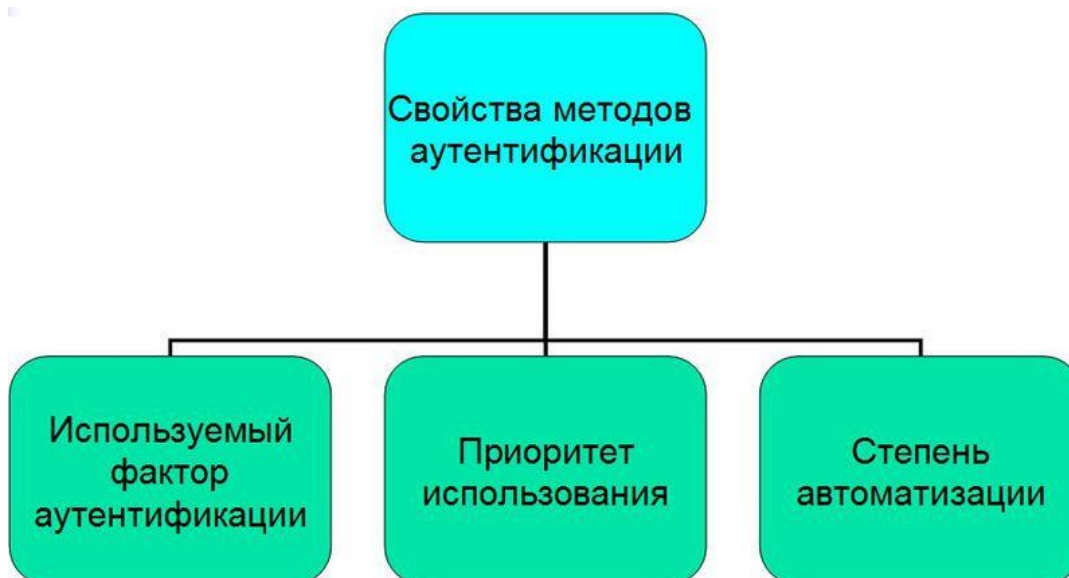 Свойства методов
аутентификации
Используемый
фактор
аутентификации
Приоритет
использования
Степень
автоматизации